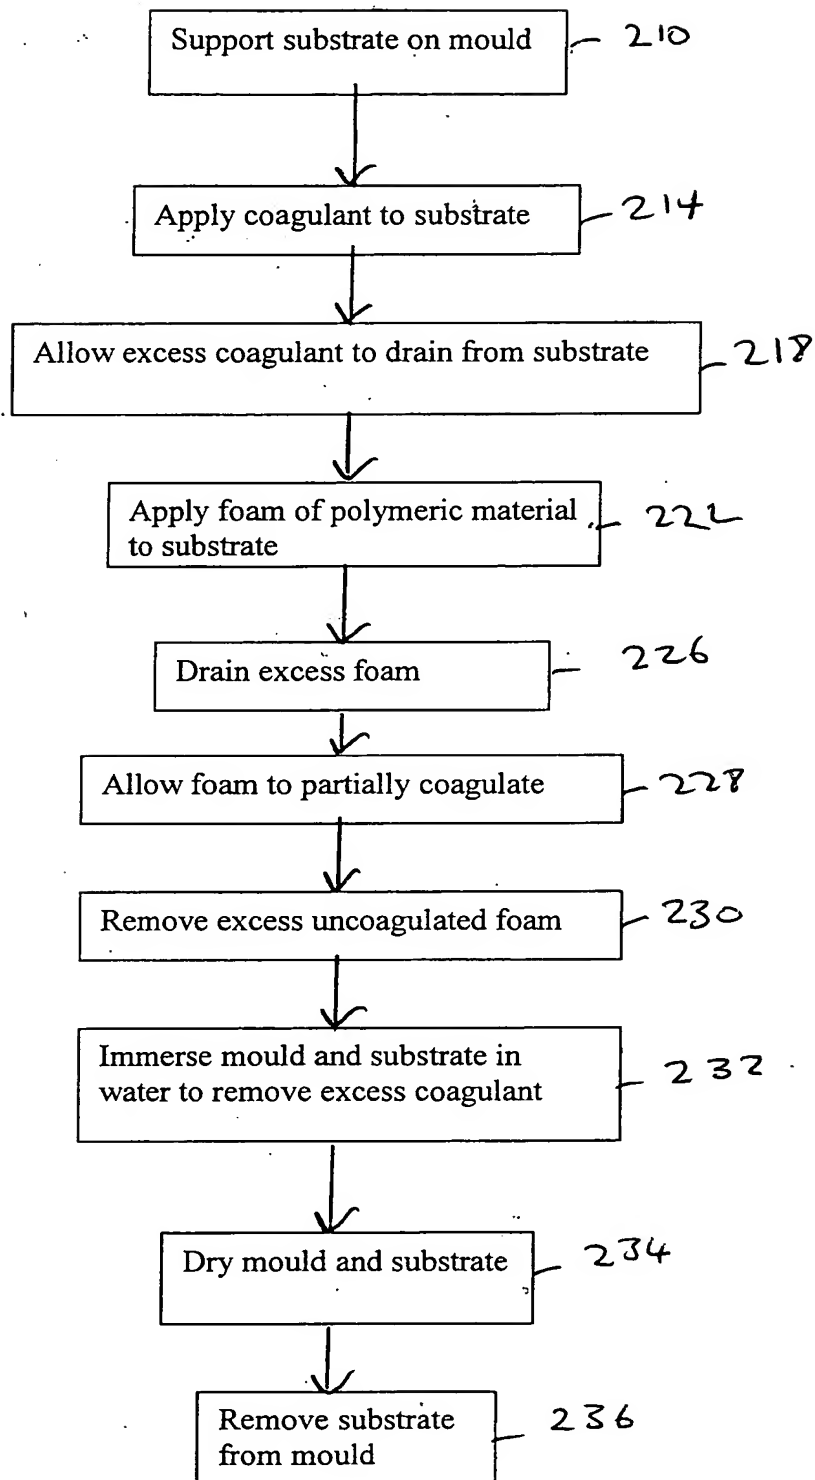 Support substrate on mould 210
Apply coagulant to substrate 214
Allow excess coagulant to drain from substrate 218
Apply foam of polymeric material 222
to substrate
Drain excess foam 226
Allow foam to partially coagulate 228
Remove excess uncoagulated foam 230
Immerse mould and substrate in
water to remove excess coagulant 232
Dry mould and substrate 234
Remove substrate 236
from mould